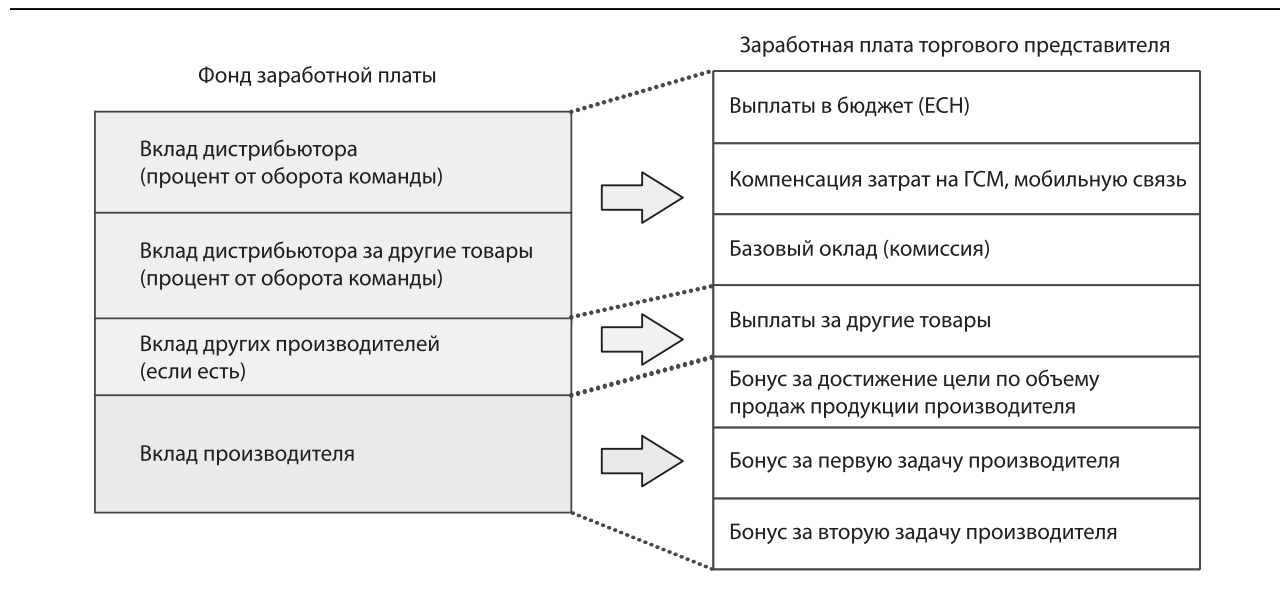 Фонд заработной платы
Вклад дистрибьютора
(процент от оборота команды)
Вклад дистрибьютора за другие товары
(процент от оборота команды)
Вклад других производителей
(если есть)
Вклад производителя
Заработная плата торгового представителя
Выплаты в бюджет (ЕСН)
Компенсация затрат на ГСМ, мобильную связь
Базовый оклад (комиссия)
Выплаты за другие товары
Бонус за достижение цели по объему
продаж продукции производителя
Бонус за первую задачу производителя
Бонус за вторую задачу производителя